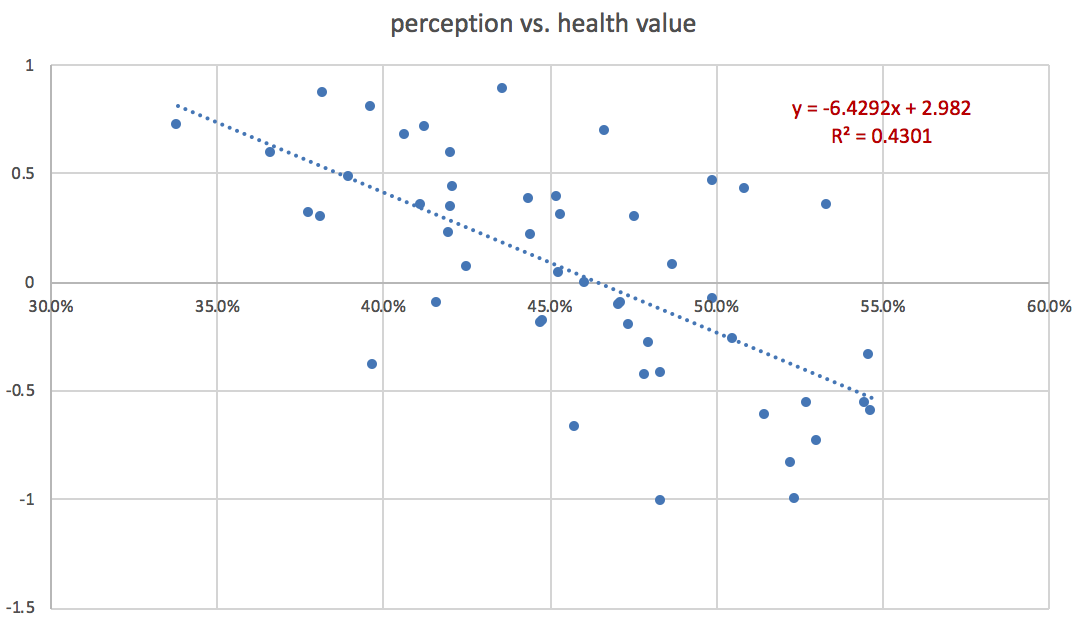 perception vs. health value
1
y = -6.4292x + 2.982
R² = 0.4301
0.5
0
30.0% 35.0% 40.0% 45.0% 50.0% 55.0% 60.0%
-0.5
-1
-1.5